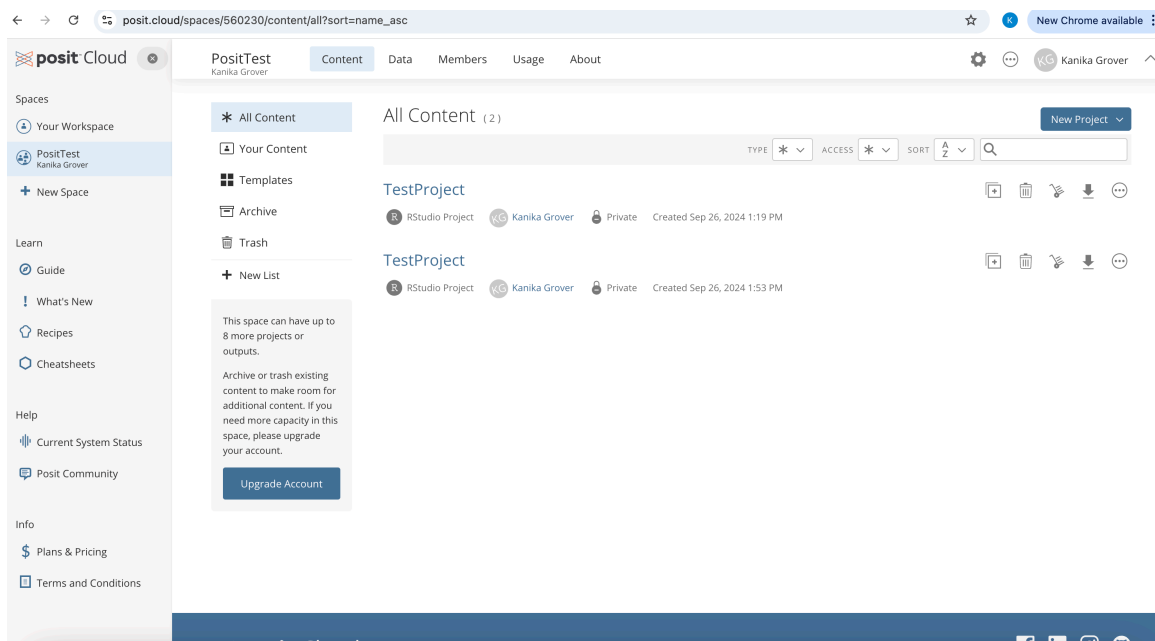 posit.cloud/spaces/560230/content/all?sort=name_asc
K
New Chrome available
posit Cloud
PositTest
Kanika Grover
Content
Data
Members
Usage
About
KG
Kanika Grover
Spaces
Your Workspace
PositTest
Kanika Grover
New Space
Learn
Guide
What's New
Recipes
Cheatsheets
Help
Current System Status
Posit Community
Info
$ Plans & Pricing
Terms and Conditions
All Content
Your Content
Templates
Archive
Trash
New List
This space can have up to
8 more projects or
outputs.
Archive or trash existing
content to make room for
additional content. If you
need more capacity in this
space, please upgrade
your account.
Upgrade Account
All Content (2)
New Project
TYPE
ACCESS
SORT
A
Z
TestProject
R RStudio Project KG Kanika Grover Private Created Sep 26, 2024 1:19 PM
TestProject
R RStudio Project KG Kanika Grover Private Created Sep 26, 2024 1:53 PM